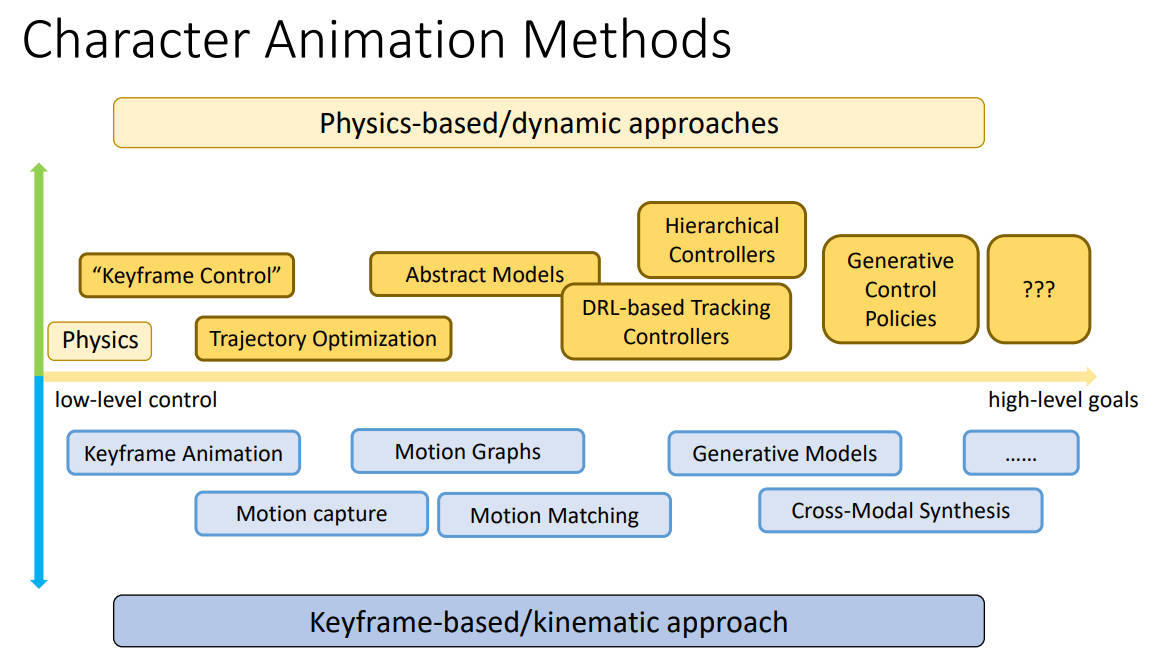 Character Animation Methods
Physics-based/dynamic approaches
Hierarchical
Controllers
Generative
Control
Policies
???
“Keyframe Control”
Abstract Models
DRL-based Tracking
Controllers
Physics
Trajectory Optimization
low-level control
high-level goals
Keyframe Animation
Motion Graphs
Generative Models
......
Motion capture
Motion Matching
Cross-Modal Synthesis
Keyframe-based/kinematic approach